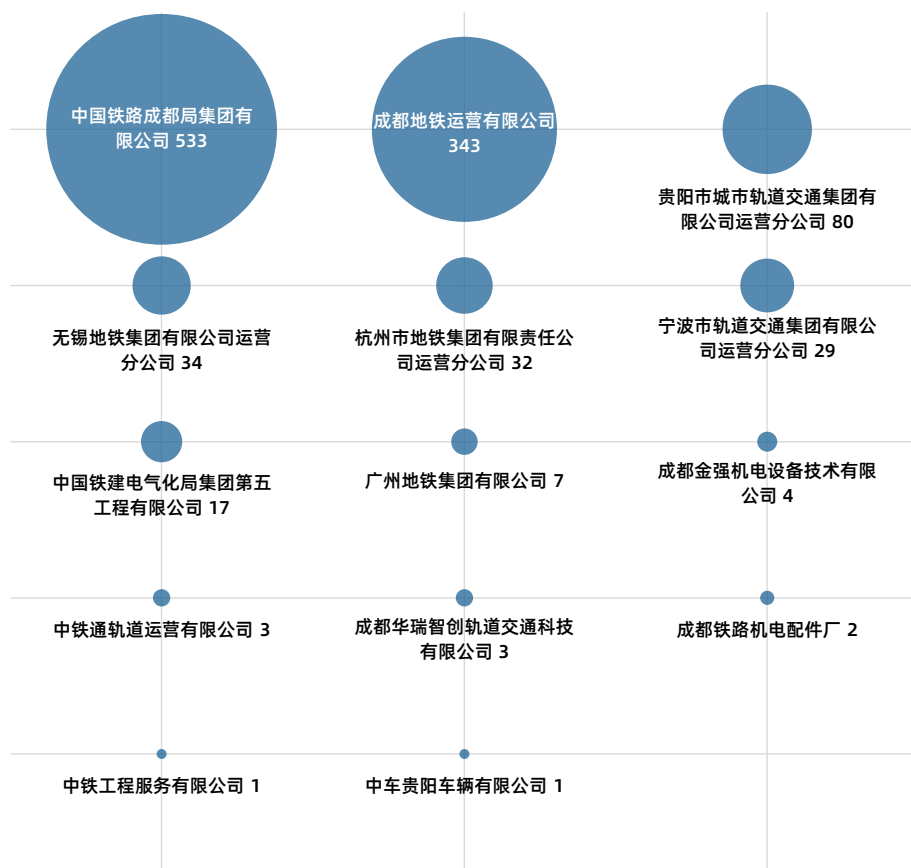 中国铁路成都局集团有
限公司 533
成都地铁运营有限公司
343
贵阳市城市轨道交通集团有
限公司运营分公司 80
无锡地铁集团有限公司运营
分公司 34
杭州市地铁集团有限责任公
司运营分公司 32
宁波市轨道交通集团有限公
司运营分公司 29
中国铁建电气化局集团第五
工程有限公司 17
广州地铁集团有限公司 7
成都金强机电设备技术有限
公司 4
中铁通轨道运营有限公司 3
成都华瑞智创轨道交通科技
有限公司 3
成都铁路机电配件厂 2
中铁工程服务有限公司 1
中车贵阳车辆有限公司 1